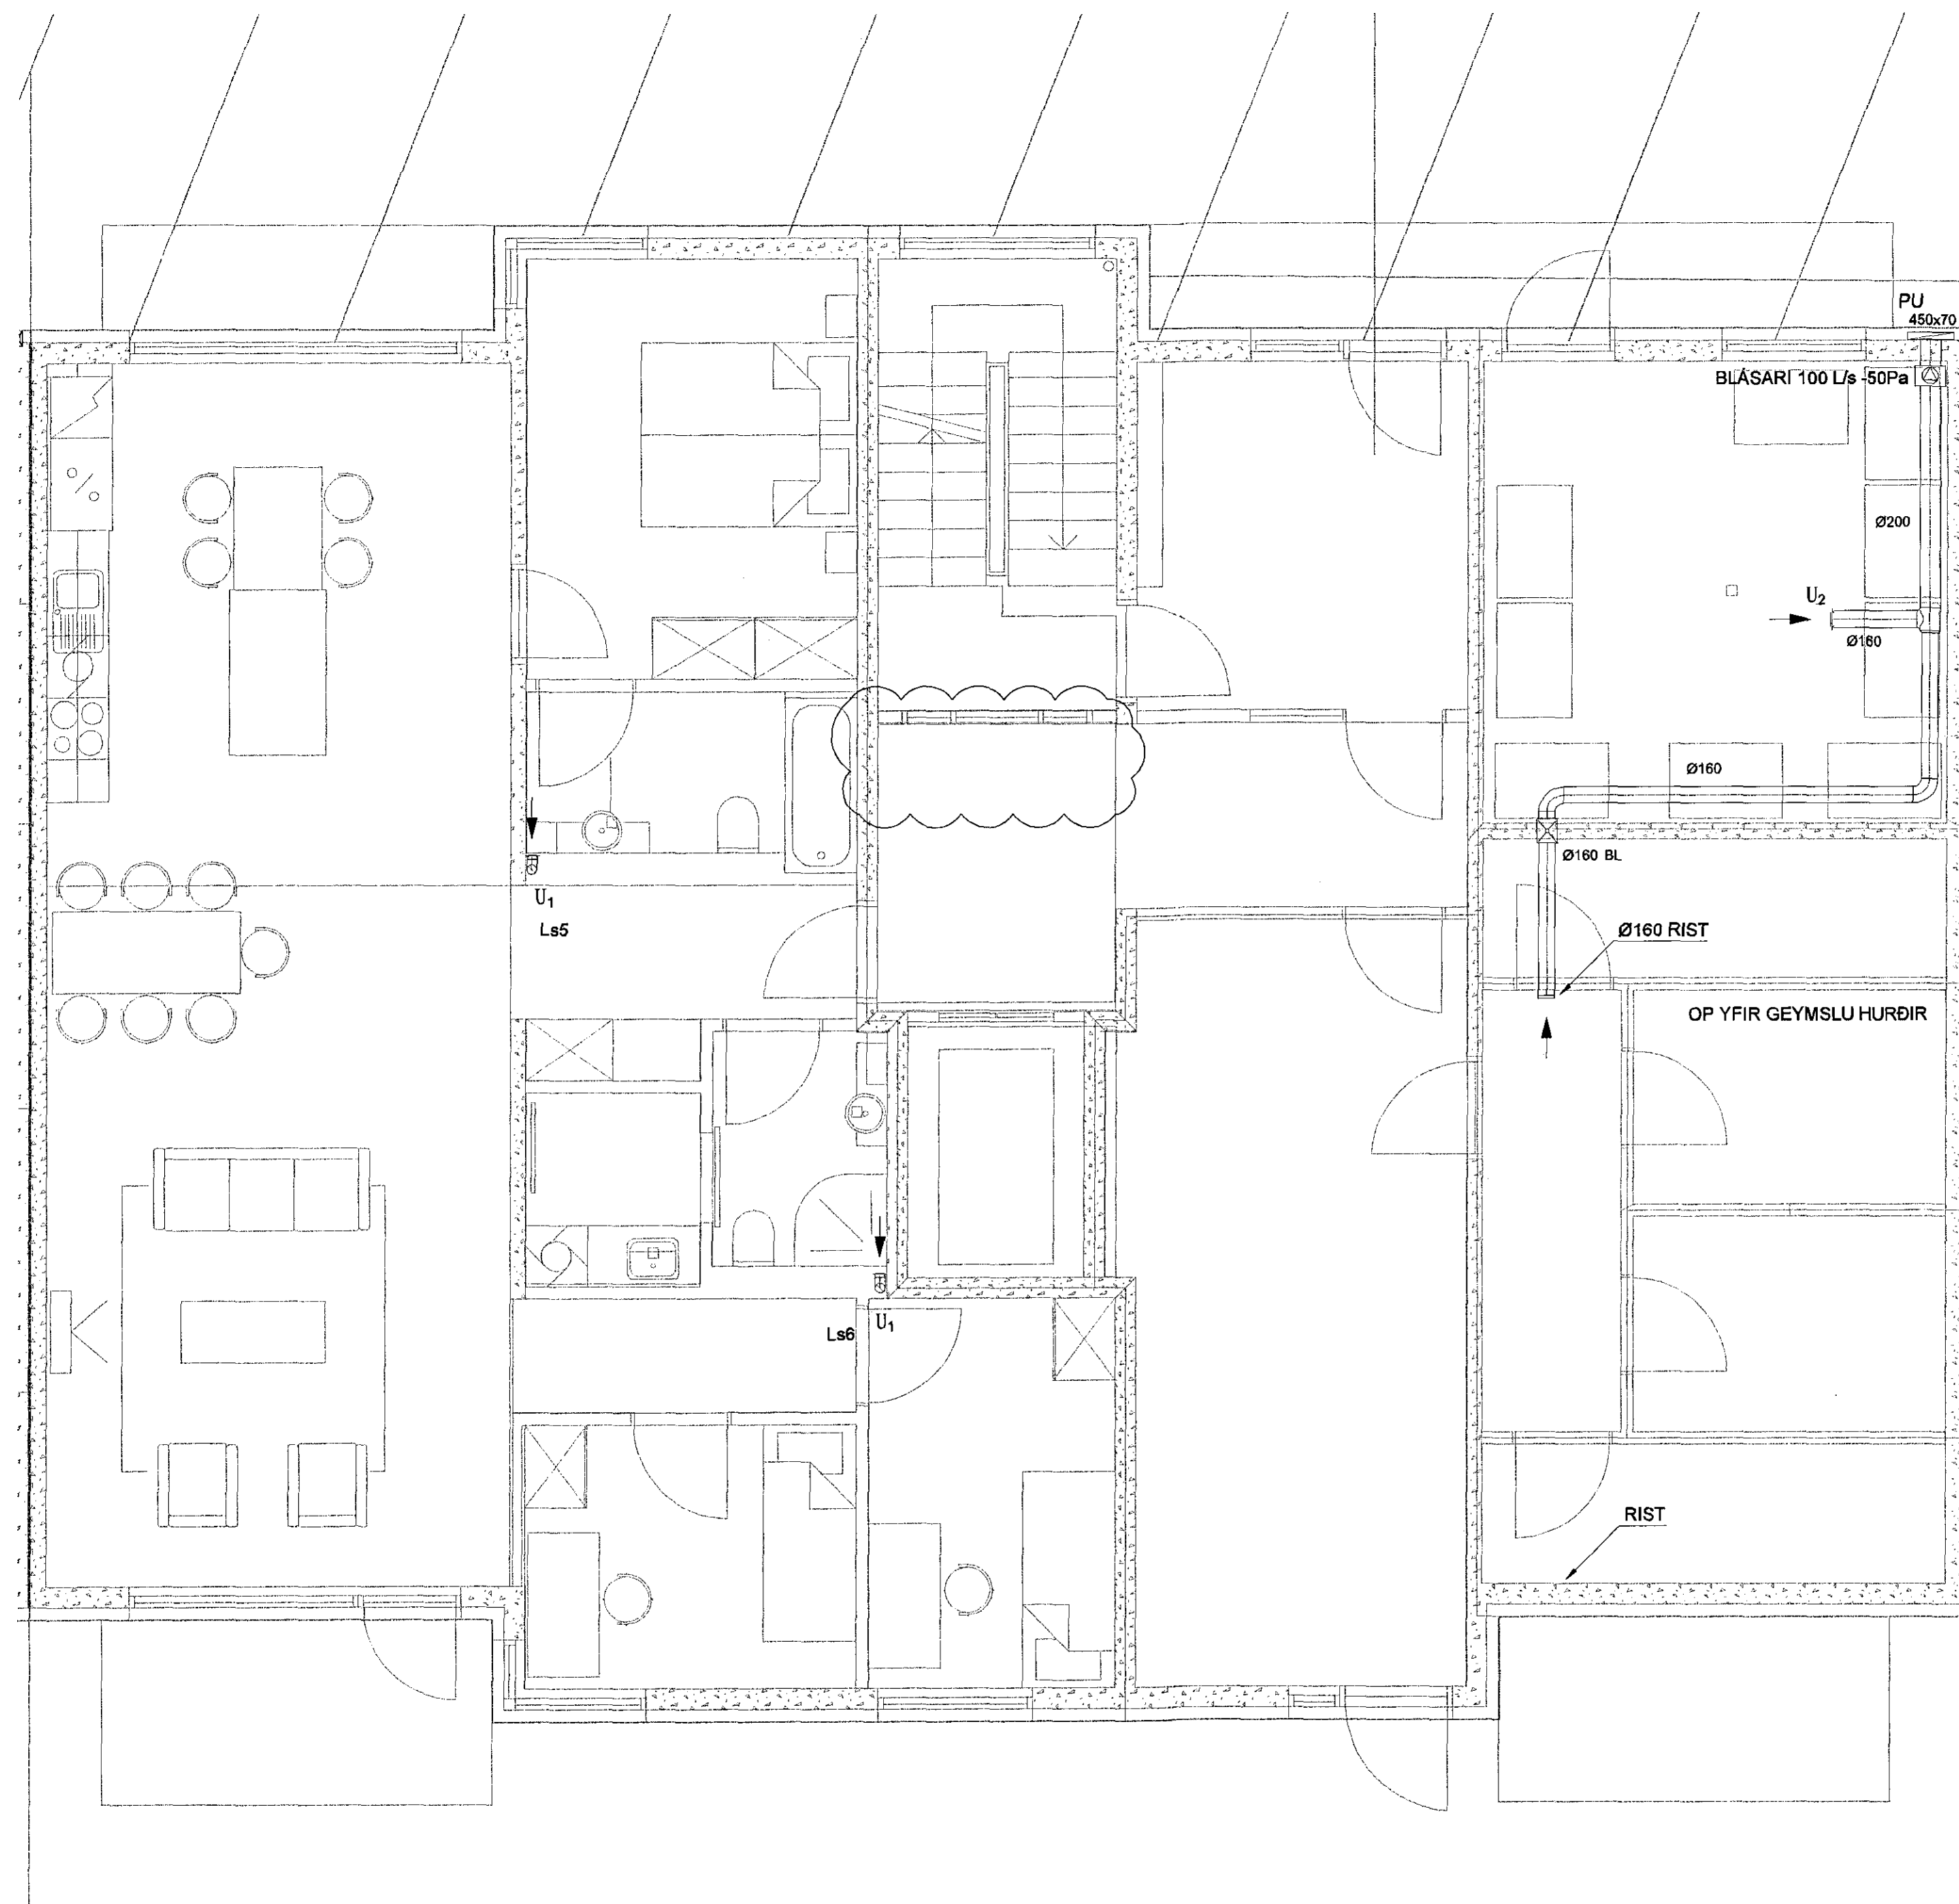 PU
450x70
BLÁSARI 100 L/s -50Pa
Ø200
U₂
Ø160
Ø160
Ø160 BL
U₁
Ls5
Ø160 RIST
OP YFIR GEYMSLU HURÐIR
Ls6
U₁
RIST